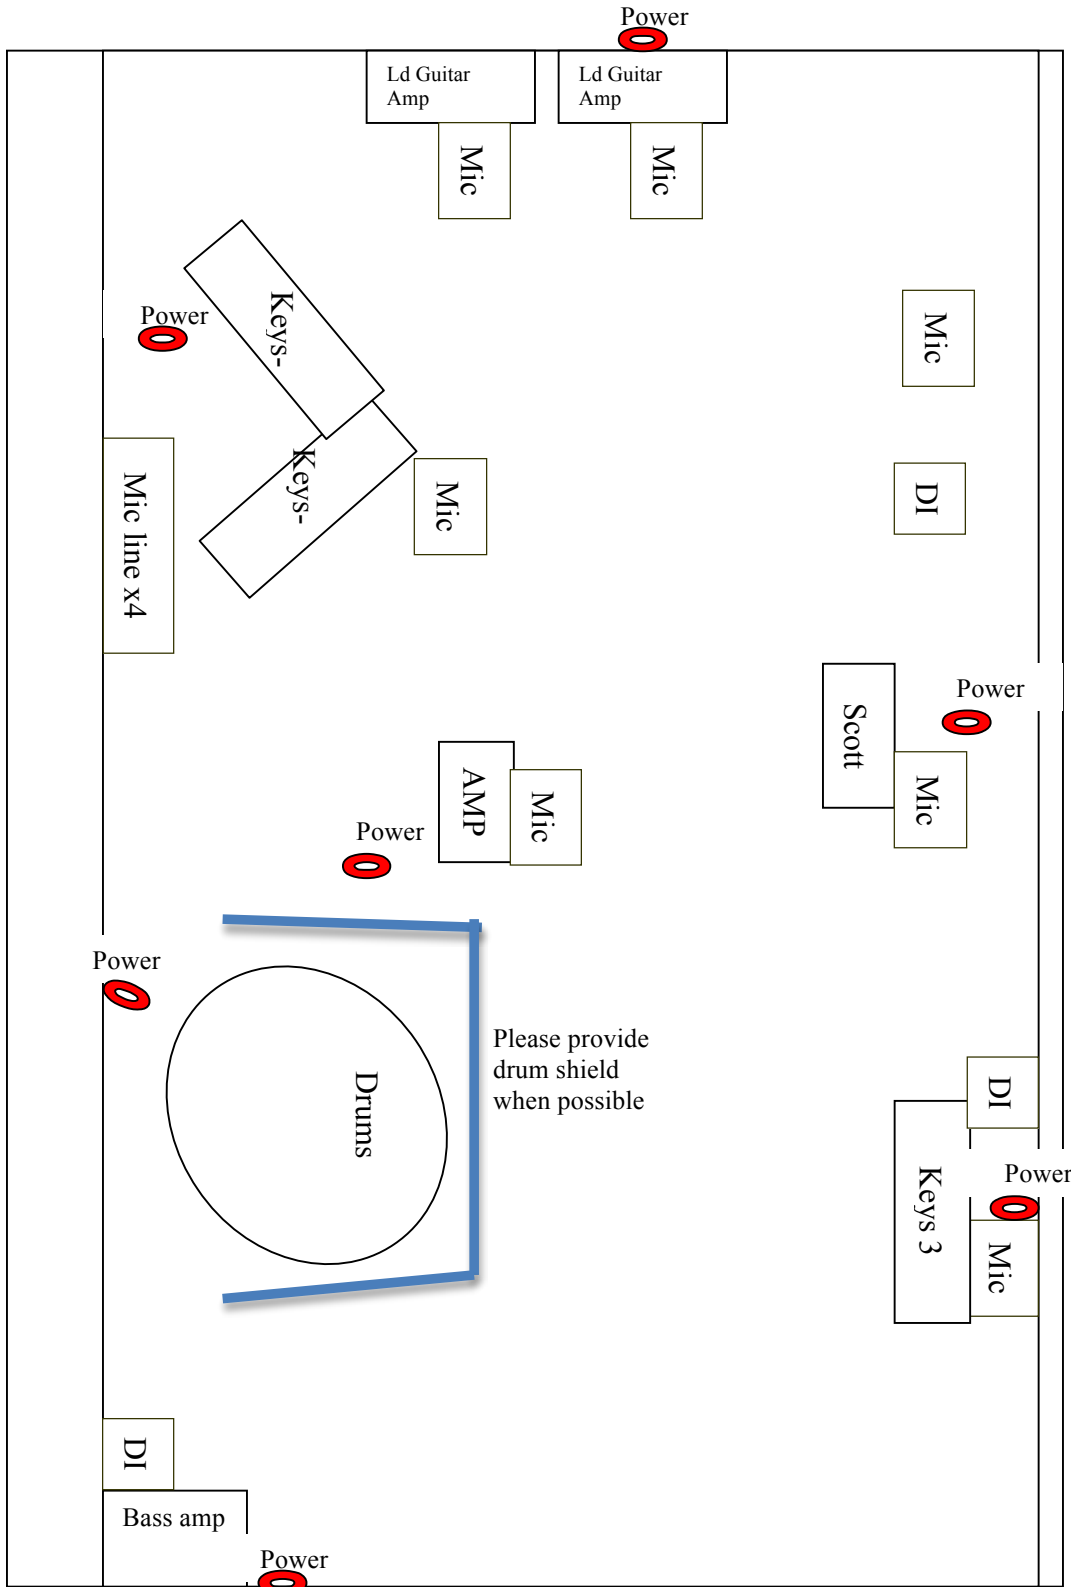 Power
Ld Guitar
Amp
Ld Guitar
Amp
Mic
Mic
Keys-
Power
Mic
Keys-
Mic
DI
Mic line x4
Scott
Power
AMP
Mic
Mic
Power
Power
Please provide
drum shield
when possible
Drums
DI
Keys 3
Power
Mic
DI
Bass amp
Power